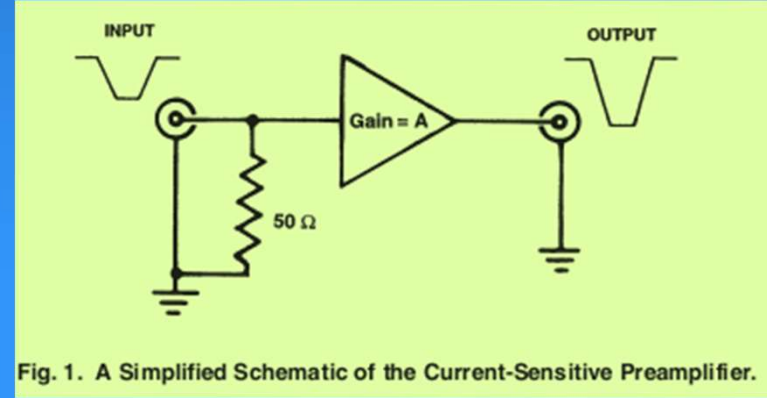 INPUT
OUTPUT
Gain = A
50 Ω
Fig. 1. A Simplified Schematic of the Current-Sensitive Preamplifier.